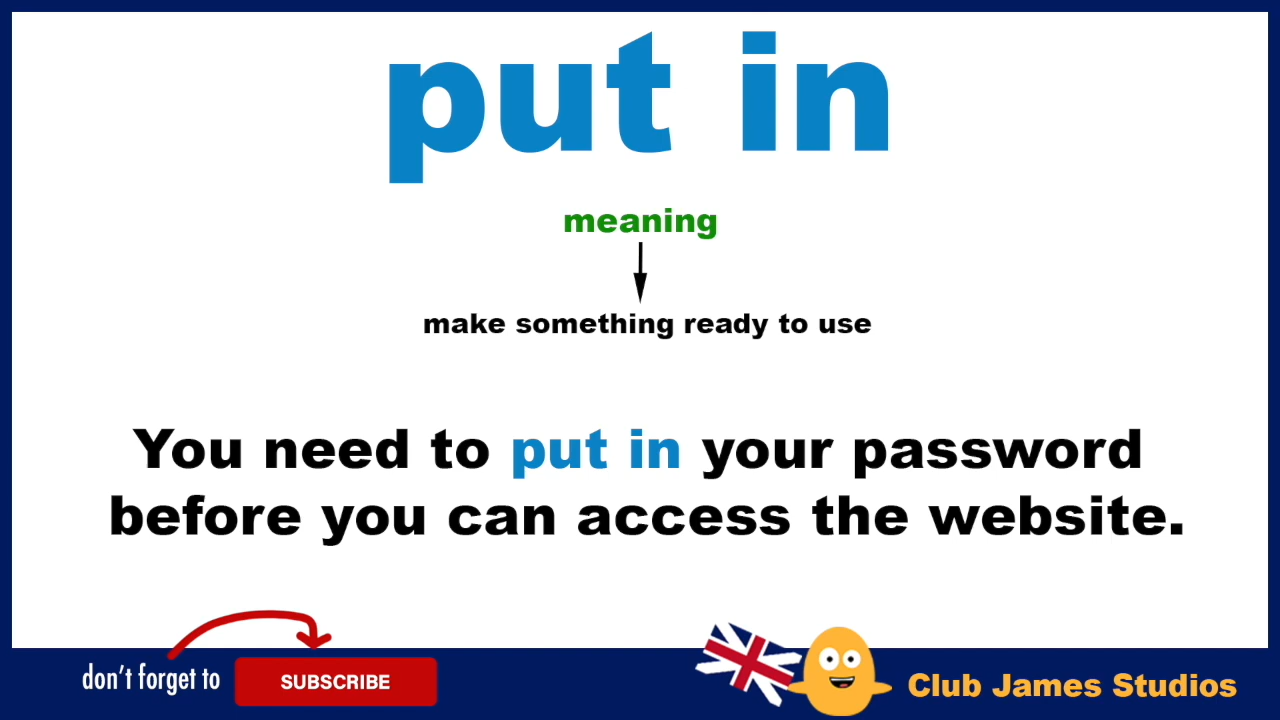 put in
meaning
make something ready to use
You need to put in your password
before you can access the website.
don't forget to
SUBSCRIBE
Club James Studios